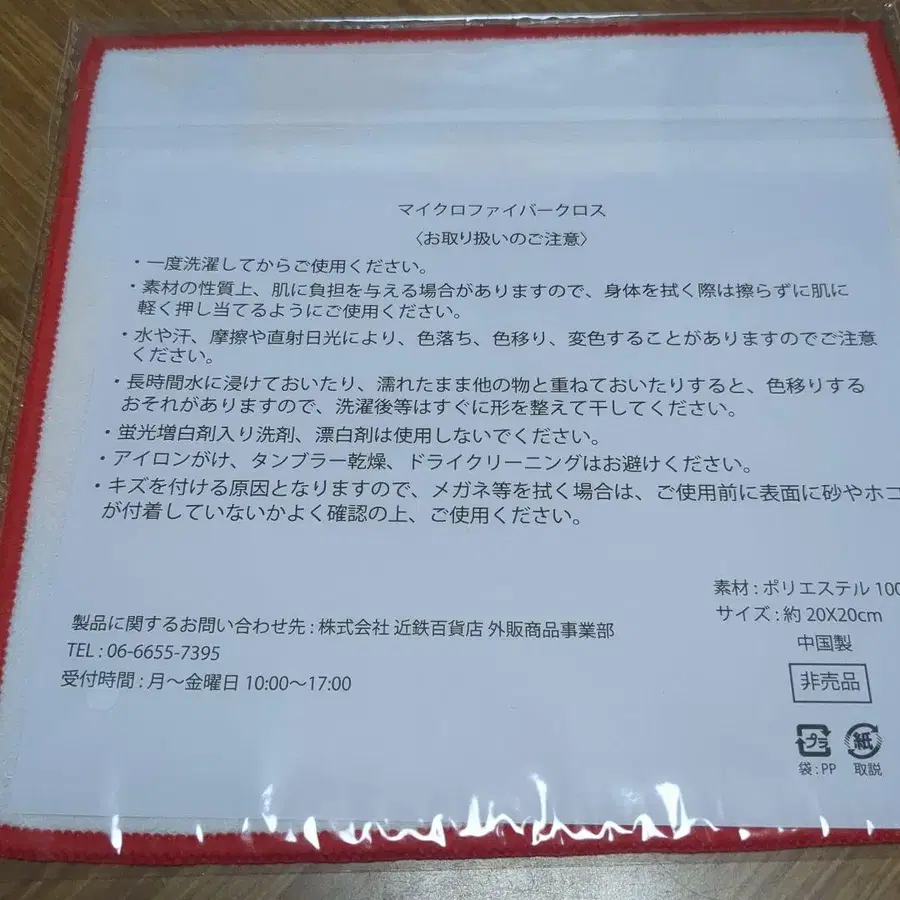 マイクロファイバークロス
〈お取り扱いのご注意〉
・一度洗濯してからご使用ください。
・素材の性質上、肌に負担を与える場合がありますので、身体を拭く際は擦らずに肌に
軽く押し当てるようにご使用ください。
・水や汗、摩擦や直射日光により、色落ち、色移り、変色することがありますのでご注意
ください。
・長時間水に浸けておいたり、濡れたまま他の物と重ねておいたりすると、色移りする
おそれがありますので、洗濯後等はすぐに形を整えて干してください。
・蛍光増白剤入り洗剤、漂白剤は使用しないでください。
・アイロンがけ、タンブラー乾燥、ドライクリーニングはお避けください。
・キズを付ける原因となりますので、メガネ等を拭く場合は、ご使用前に表面に砂やホコ
が付着していないかよく確認の上、ご使用ください。
素材 : ポリエステル 100
サイズ : 約 20X20cm
中国製
非売品
製品に関するお問い合わせ先 : 株式会社 近鉄百貨店 外販商品事業部
TEL : 06-6655-7395
受付時間 : 月〜金曜日 10:00〜17:00
プラ 紙
袋 : PP 取説